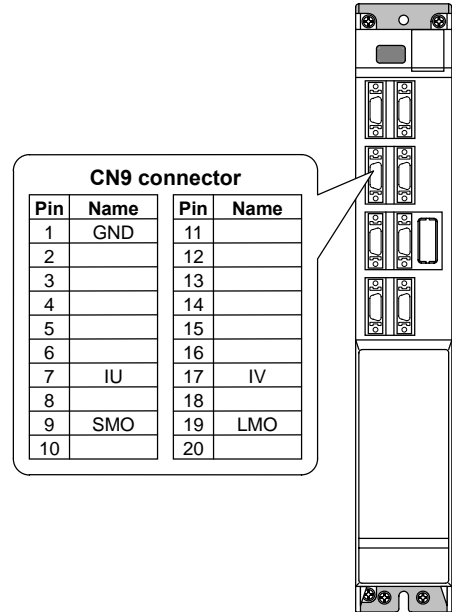 CN9 connector
Pin Name Pin Name
1 GND 11
2 12
3 13
4 14
5 15
6 16
7 IU 17 IV
8 18
9 SMO 19 LMO
10 20